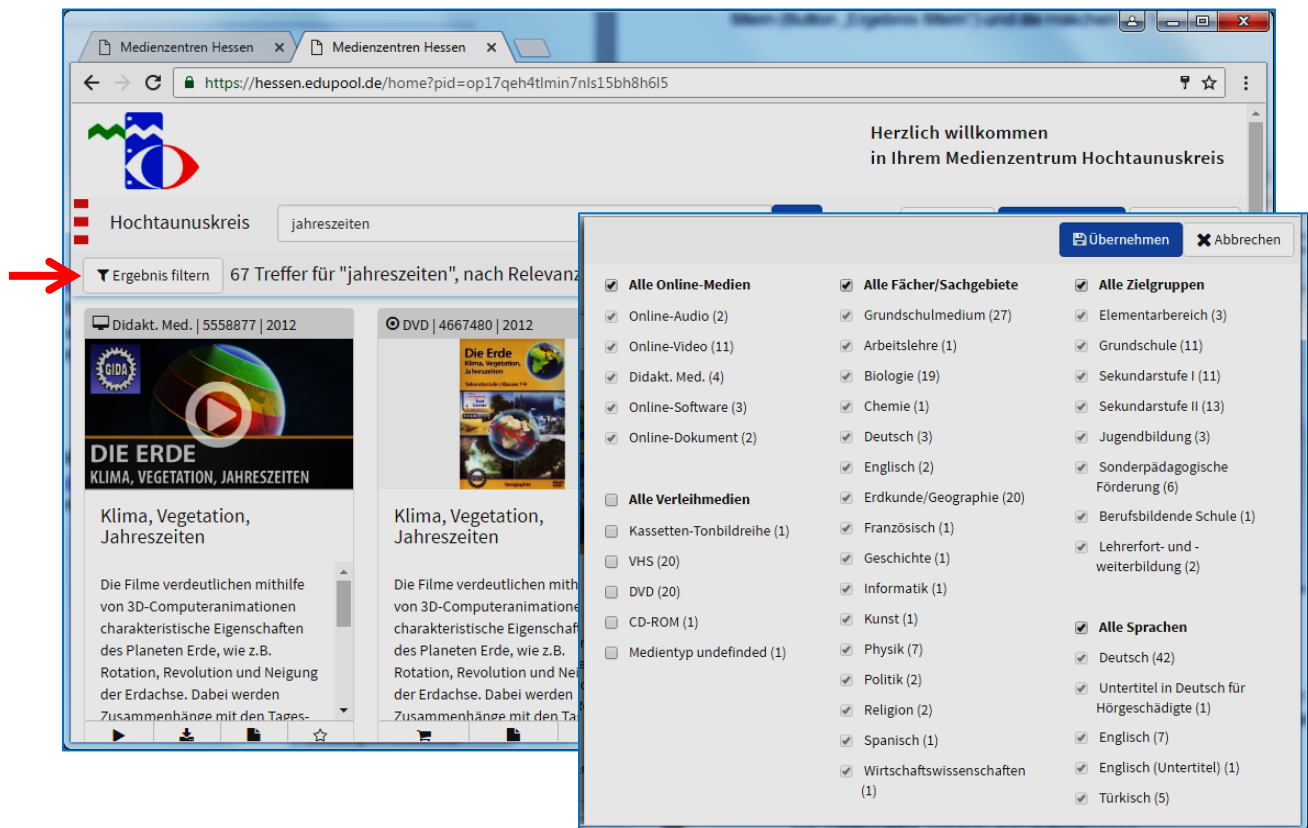 Medienzentren Hessen
Medienzentren Hessen
https://hessen.edupool.de/home?pid=op17qeh4tlmin7nls15bh8h6l5
Herzlich willkommen
in Ihrem Medienzentrum Hochtaunuskreis
Hochtaunuskreis
jahreszeiten
Ergebnis filtern
67 Treffer für "jahreszeiten", nach Relevanz
Didakt. Med. | 5558877 | 2012
GIDA
DIE ERDE
KLIMA, VEGETATION, JAHRESZEITEN
Klima, Vegetation,
Jahreszeiten
Die Filme verdeutlichen mithilfe
von 3D-Computeranimationen
charakteristische Eigenschaften
des Planeten Erde, wie z.B.
Rotation, Revolution und Neigung
der Erdachse. Dabei werden
Zusammenhänge mit den Tages-
DVD | 4667480 | 2012
Die Erde
Klima, Vegetation,
Jahreszeiten
Klima, Vegetation,
Jahreszeiten
Die Filme verdeutlichen mith
von 3D-Computeranimatione
charakteristische Eigenschaf
des Planeten Erde, wie z.B.
Rotation, Revolution und Nei
der Erdachse. Dabei werden
Zusammenhänge mit den Ta
Übernehmen
Abbrechen
Alle Online-Medien
Online-Audio (2)
Online-Video (11)
Didakt. Med. (4)
Online-Software (3)
Online-Dokument (2)
Alle Verleihmedien
Kassetten-Tonbildreihe (1)
VHS (20)
DVD (20)
CD-ROM (1)
Medientyp undefinded (1)
Alle Fächer/Sachgebiete
Grundschulmedium (27)
Arbeitslehre (1)
Biologie (19)
Chemie (1)
Deutsch (3)
Englisch (2)
Erdkunde/Geographie (20)
Französisch (1)
Geschichte (1)
Informatik (1)
Kunst (1)
Physik (7)
Politik (2)
Religion (2)
Spanisch (1)
Wirtschaftswissenschaften
(1)
Alle Zielgruppen
Elementarbereich (3)
Grundschule (11)
Sekundarstufe I (11)
Sekundarstufe II (13)
Jugendbildung (3)
Sonderpädagogische
Förderung (6)
Berufsbildende Schule (1)
Lehrerfort- und -
weiterbildung (2)
Alle Sprachen
Deutsch (42)
Untertitel in Deutsch für
Hörgeschädigte (1)
Englisch (7)
Englisch (Untertitel) (1)
Türkisch (5)